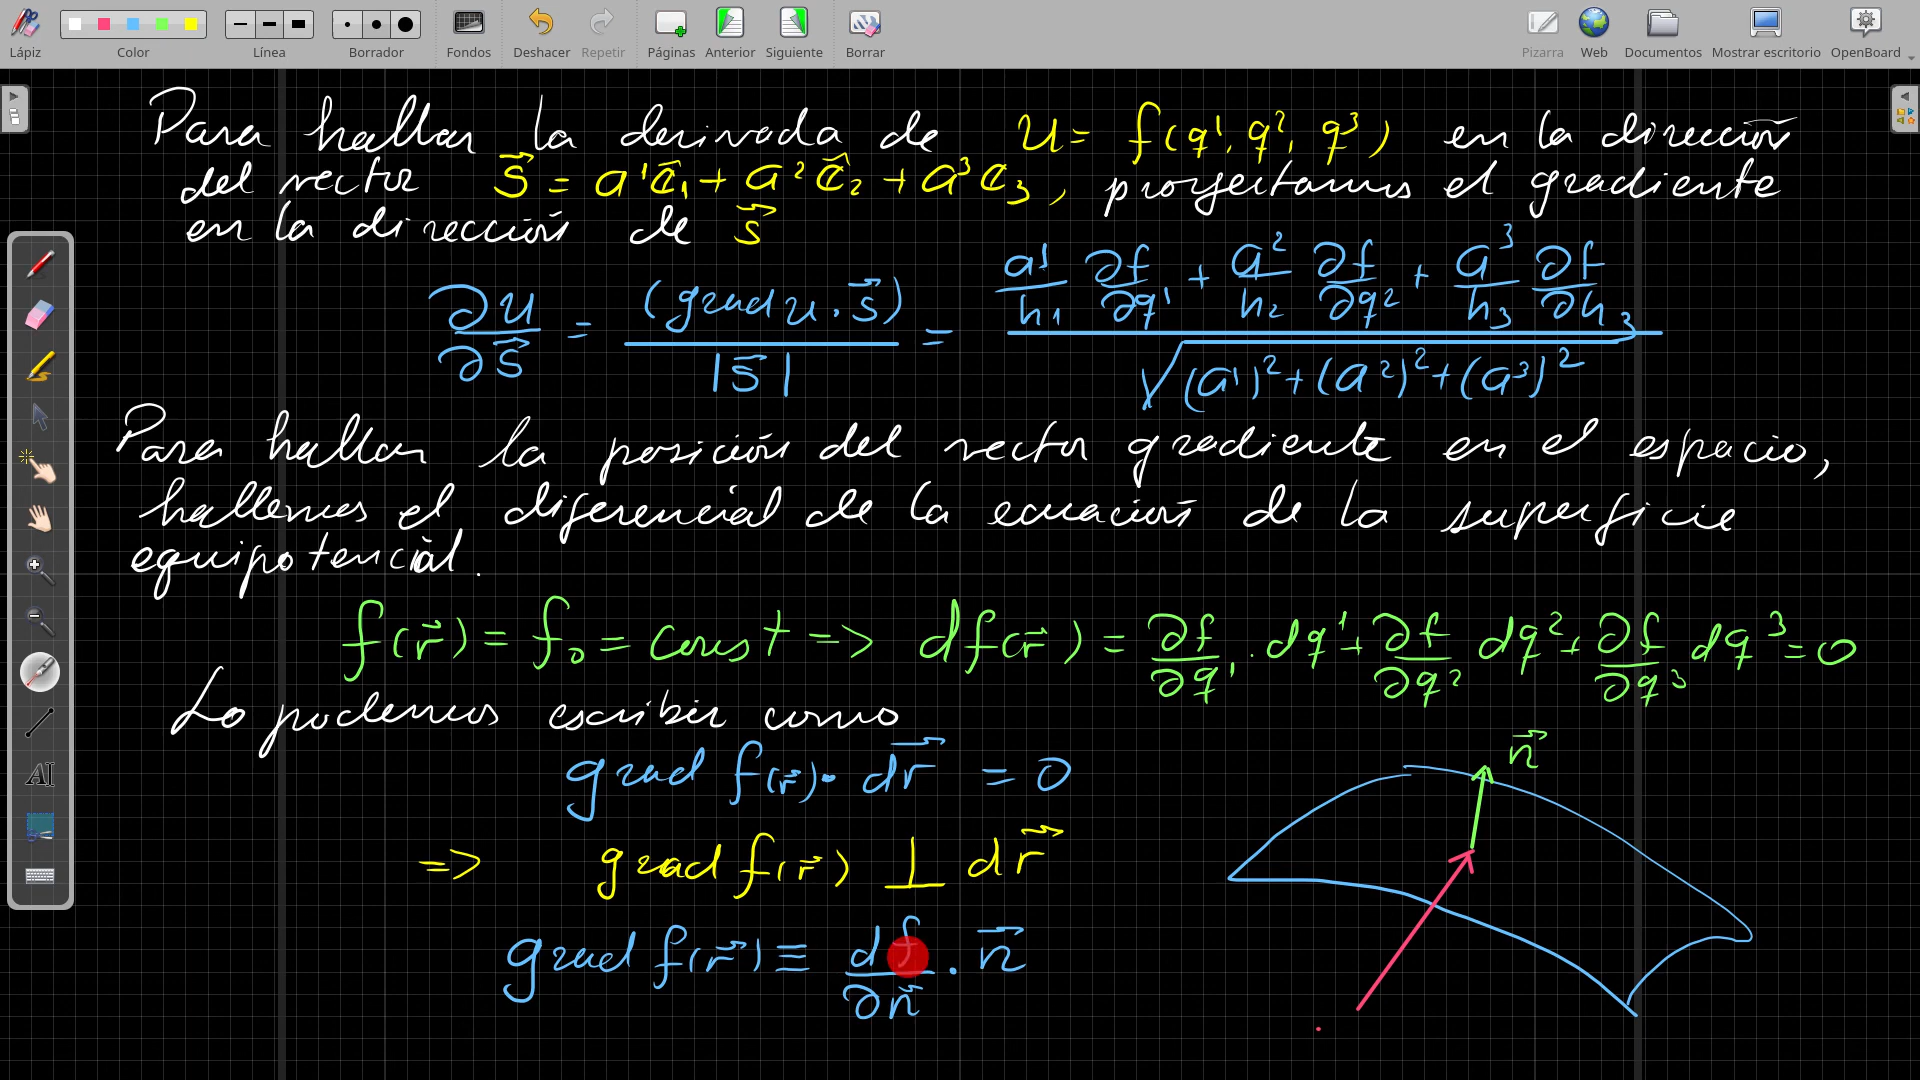 Lápiz Color Línea Borrador Fondos Deshacer Repetir Páginas Anterior Siguiente Borrar Pizarra Web Documentos Mostrar escritorio OpenBoard
Para hallar la derivada de u = f(q¹, q², q³) en la dirección
del vector s⃗ = a¹e⃗₁ + a²e⃗₂ + a³e₃, proyectamos el gradiente
en la dirección de s⃗
∂u/∂s⃗ = (grad u · s⃗)/|s⃗| = (a¹/h₁ ∂f/∂q¹ + a²/h₂ ∂f/∂q² + a³/h₃ ∂f/∂h₃)/√((a¹)² + (a²)² + (a³)²)
Para hallar la posición del vector gradiente en el espacio,
hallemos el diferencial de la ecuación de la superficie
equipotencial.
f(r⃗) = f₀ = const => df(r⃗) = ∂f/∂q¹ · dq¹ + ∂f/∂q² dq² + ∂f/∂q³ dq³ = 0
Lo podemos escribir como
grad f(r⃗) · dr⃗ = 0
n⃗
=> grad f(r⃗) ⊥ dr⃗
grad f(r⃗) ≡ df/∂n⃗ · n⃗